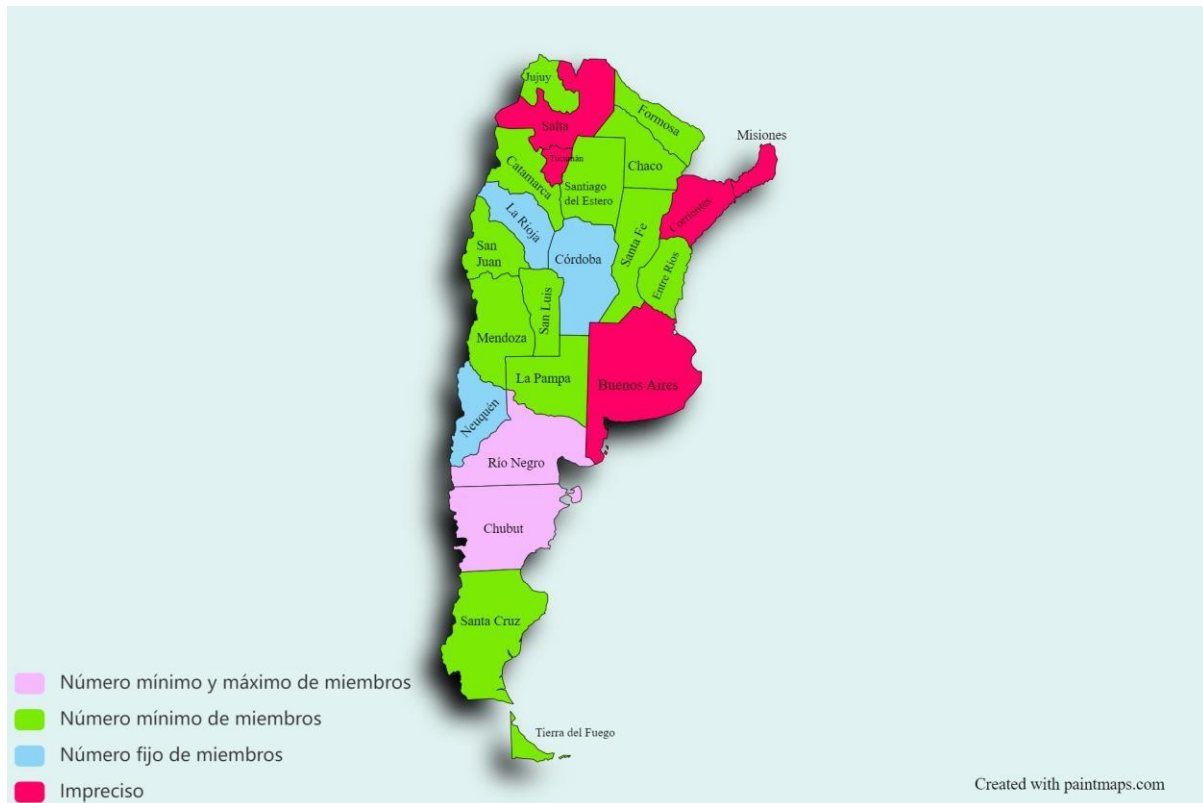 Jujuy
Formosa
Misiones
Salta
Tucumán
Chaco
Catamarca
Santiago
del Estero
Corrientes
La Rioja
Santa Fe
San
Juan
Córdoba
Entre Ríos
San Luis
Mendoza
La Pampa
Buenos Aires
Neuquén
Río Negro
Chubut
Santa Cruz
Número mínimo y máximo de miembros
Número mínimo de miembros
Tierra del Fuego
Número fijo de miembros
Impreciso
Created with paintmaps.com